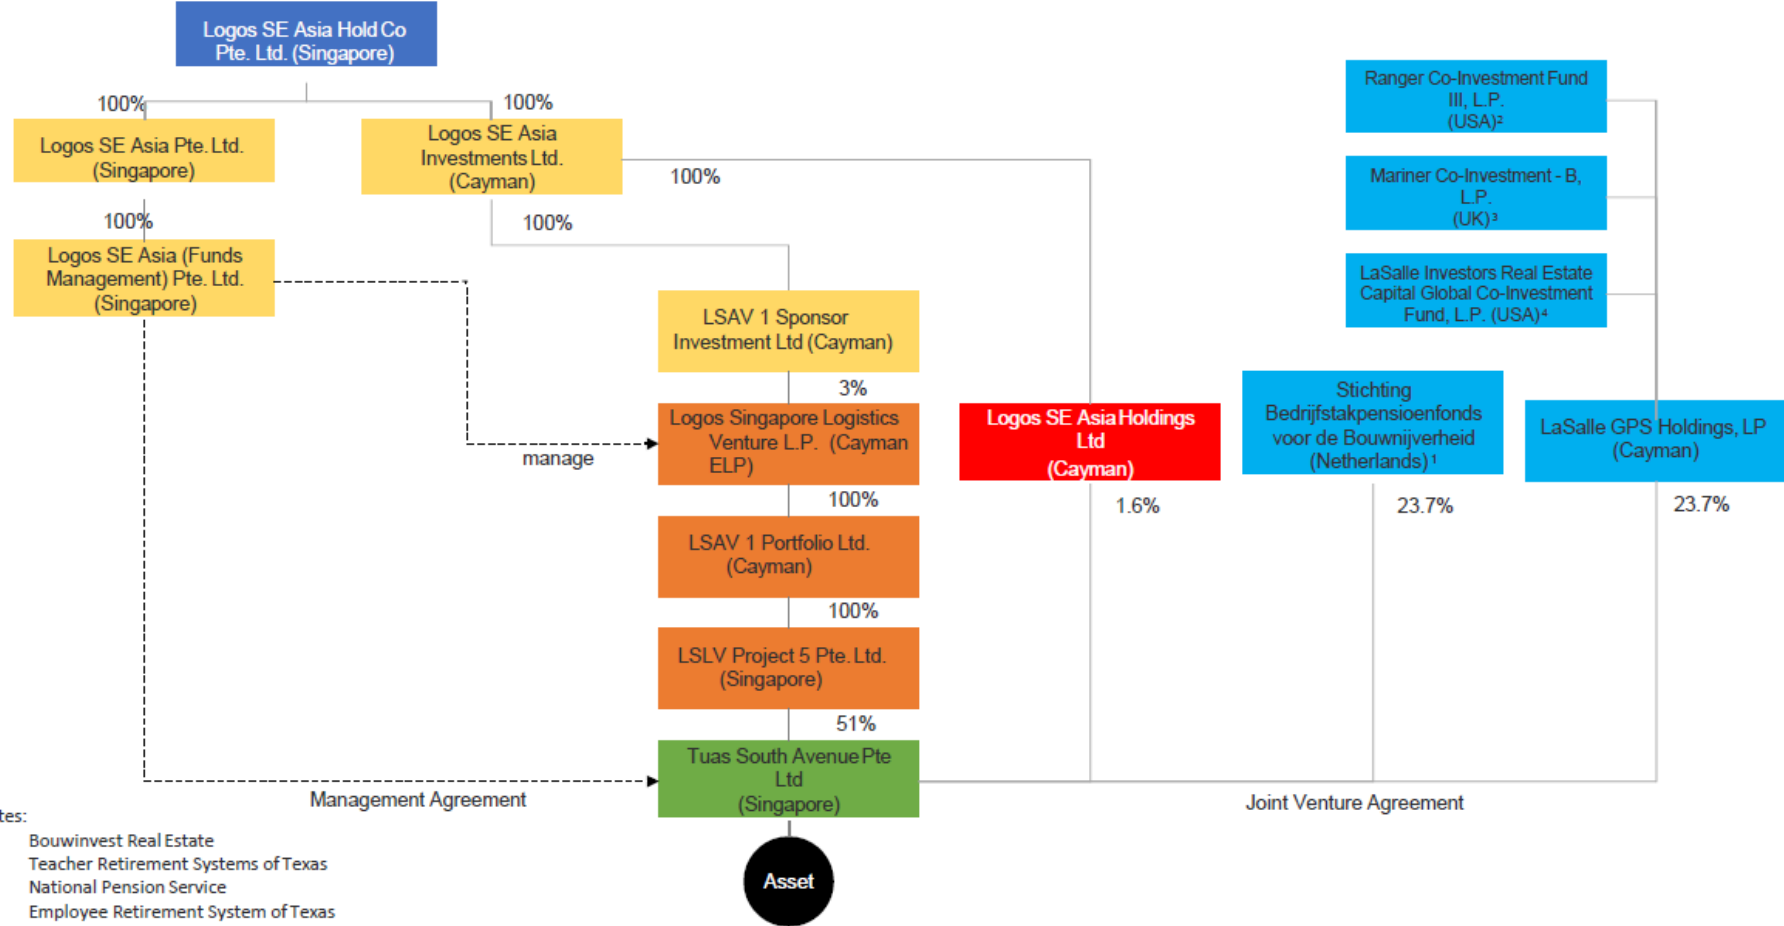 Logos SE Asia Hold Co
Pte. Ltd. (Singapore)
100%
100%
Logos SE Asia Pte. Ltd.
(Singapore)
Logos SE Asia
Investments Ltd.
(Cayman)
100%
100%
100%
Logos SE Asia (Funds
Management) Pte. Ltd.
(Singapore)
manage
LSAV 1 Sponsor
Investment Ltd (Cayman)
3%
Logos Singapore Logistics
Venture L.P. (Cayman
ELP)
100%
LSAV 1 Portfolio Ltd.
(Cayman)
100%
LSLV Project 5 Pte. Ltd.
(Singapore)
51%
Tuas South Avenue Pte
Ltd
(Singapore)
Asset
Logos SE Asia Holdings
Ltd
(Cayman)
1.6%
Ranger Co-Investment Fund
III, L.P.
(USA)²
Mariner Co-Investment - B,
L.P.
(UK)³
LaSalle Investors Real Estate
Capital Global Co-Investment
Fund, L.P. (USA)⁴
Stichting
Bedrijfstakpensioenfonds
voor de Bouwnijverheid
(Netherlands)¹
23.7%
LaSalle GPS Holdings, LP
(Cayman)
23.7%
Management Agreement
Joint Venture Agreement
tes:
Bouwinvest Real Estate
Teacher Retirement Systems of Texas
National Pension Service
Employee Retirement System of Texas